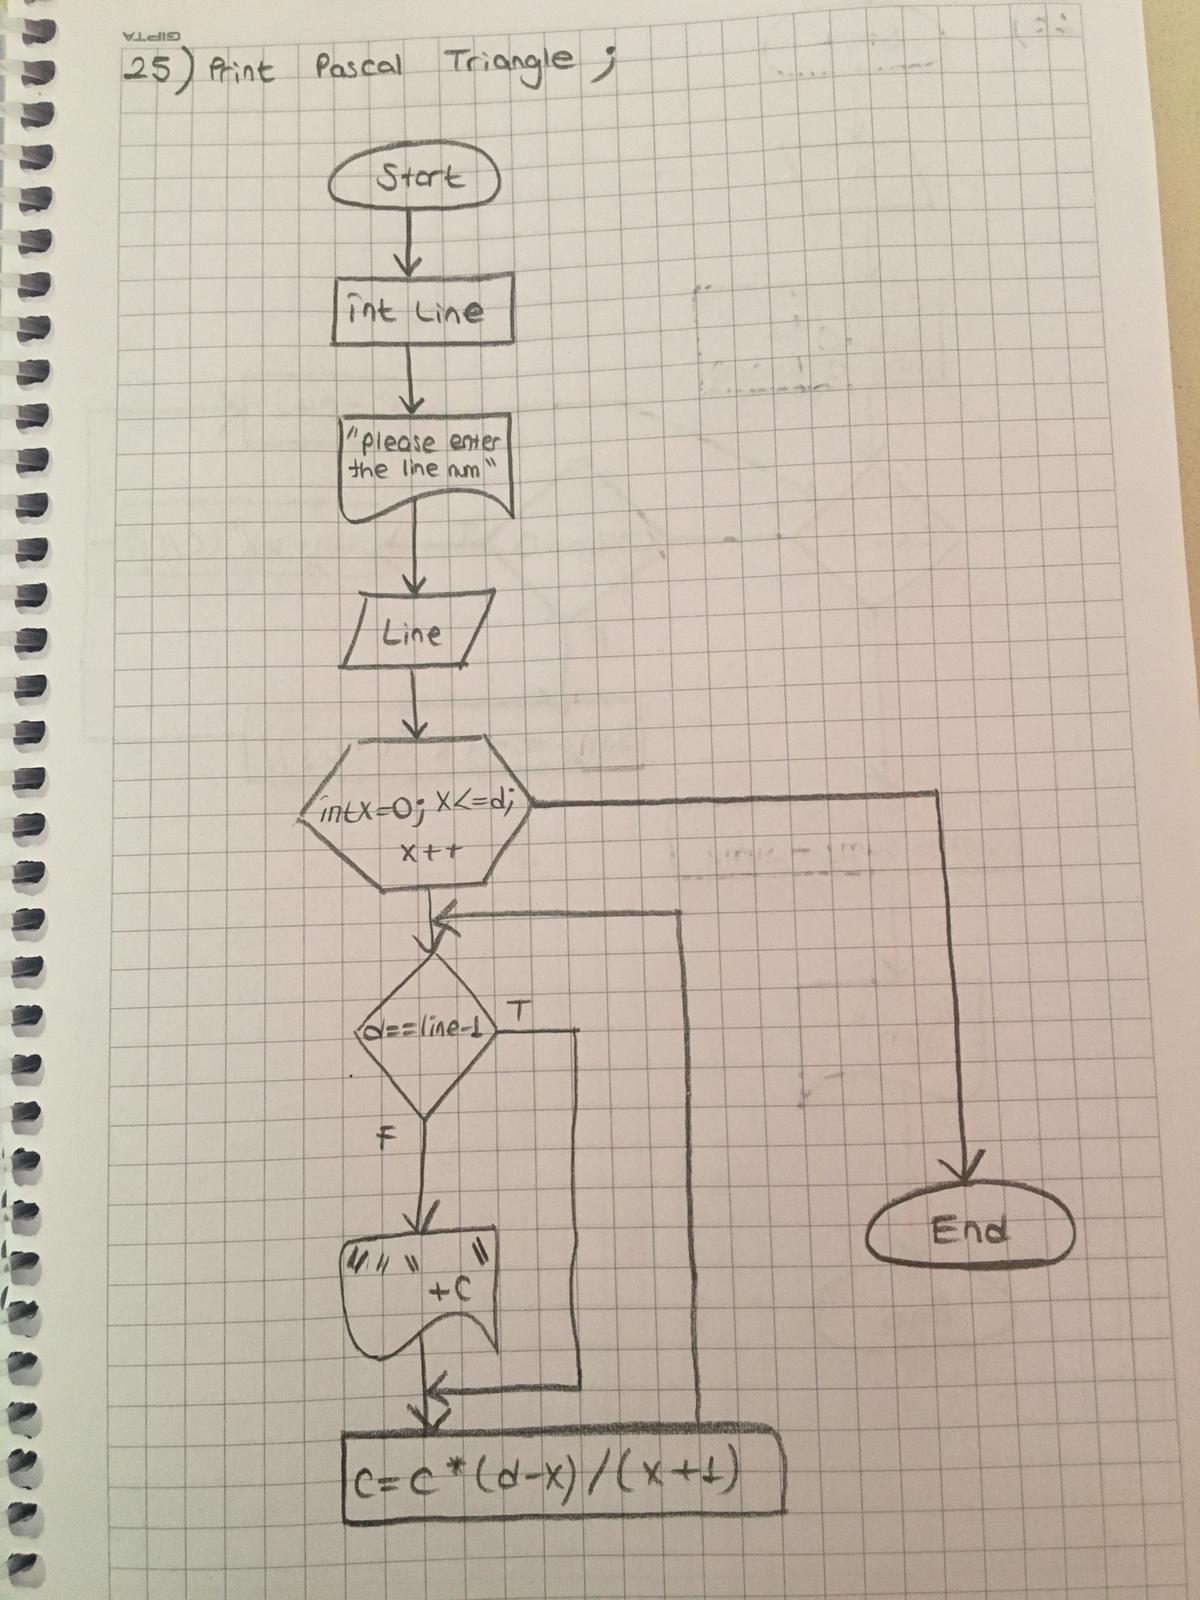 GIPTA
25) Print Pascal Triangle ;
Start
int Line
"please enter
the line num"
Line
int x=0; x<=d;
x++
d==line-1
T
F
" " " "
+c
End
c=c*(d-x)/(x+1)